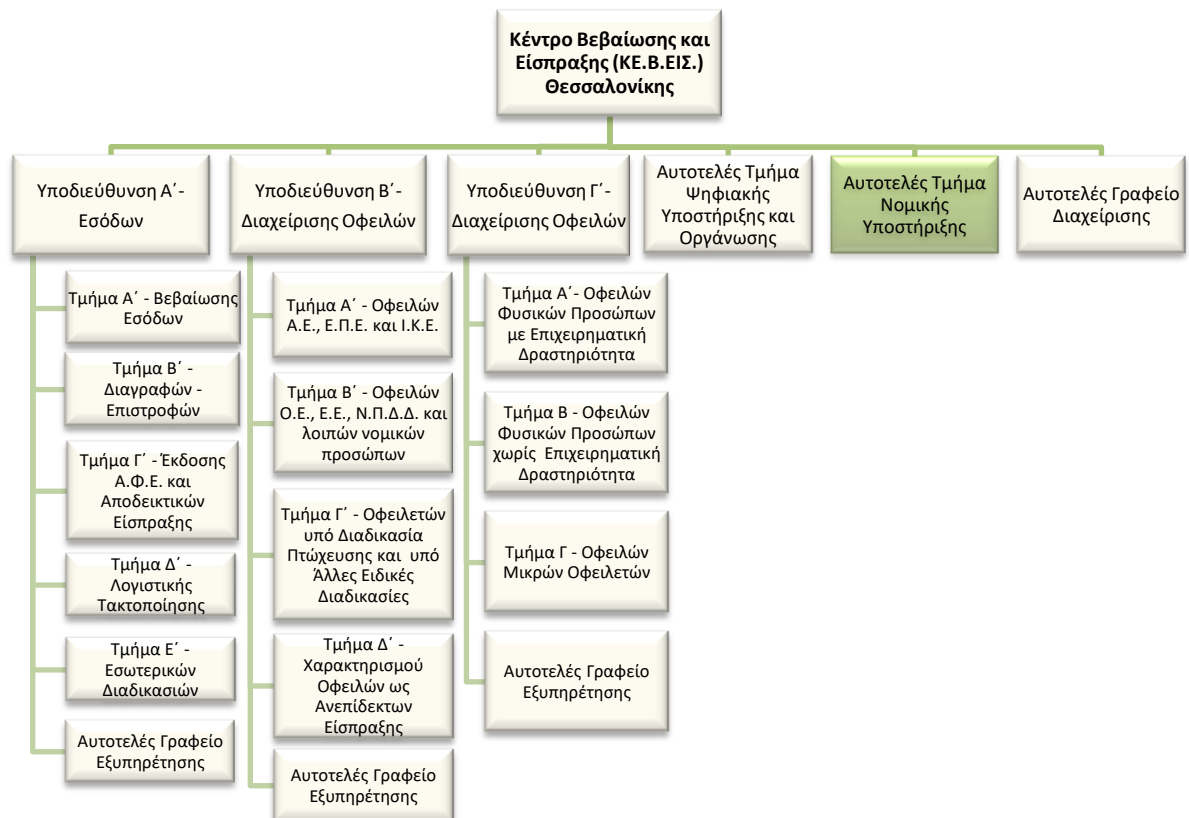 Κέντρο Βεβαίωσης και
Είσπραξης (ΚΕ.Β.ΕΙΣ.)
Θεσσαλονίκης
Υποδιεύθυνση Α΄-
Εσόδων
Υποδιεύθυνση Β΄-
Διαχείρισης Οφειλών
Υποδιεύθυνση Γ΄-
Διαχείρισης Οφειλών
Αυτοτελές Τμήμα
Ψηφιακής
Υποστήριξης και
Οργάνωσης
Αυτοτελές Τμήμα
Νομικής
Υποστήριξης
Αυτοτελές Γραφείο
Διαχείρισης
Τμήμα Α΄ - Βεβαίωσης
Εσόδων
Τμήμα Β΄ -
Διαγραφών -
Επιστροφών
Τμήμα Γ΄ - Έκδοσης
Α.Φ.Ε. και
Αποδεικτικών
Είσπραξης
Τμήμα Δ΄ -
Λογιστικής
Τακτοποίησης
Τμήμα Ε΄ -
Εσωτερικών
Διαδικασιών
Αυτοτελές Γραφείο
Εξυπηρέτησης
Τμήμα Α΄ - Οφειλών
Α.Ε., Ε.Π.Ε. και Ι.Κ.Ε.
Τμήμα Β΄ - Οφειλών
Ο.Ε., Ε.Ε., Ν.Π.Δ.Δ. και
λοιπών νομικών
προσώπων
Τμήμα Γ΄ - Οφειλετών
υπό Διαδικασία
Πτώχευσης και υπό
Άλλες Ειδικές
Διαδικασίες
Τμήμα Δ΄ -
Χαρακτηρισμού
Οφειλών ως
Ανεπίδεκτων
Είσπραξης
Αυτοτελές Γραφείο
Εξυπηρέτησης
Τμήμα Α΄- Οφειλών
Φυσικών Προσώπων
με Επιχειρηματική
Δραστηριότητα
Τμήμα Β - Οφειλών
Φυσικών Προσώπων
χωρίς Επιχειρηματική
Δραστηριότητα
Τμήμα Γ - Οφειλών
Μικρών Οφειλετών
Αυτοτελές Γραφείο
Εξυπηρέτησης